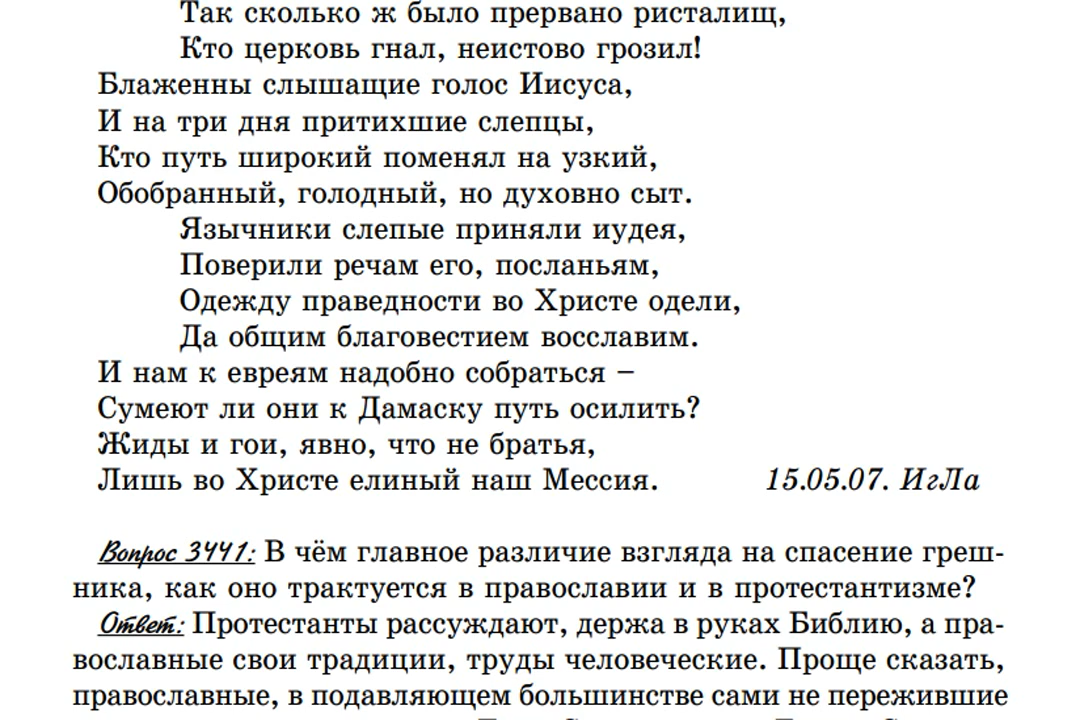 Так сколько ж было прервано ристалищ,
Кто церковь гнал, неистово грозил!
Блаженны слышащие голос Иисуса,
И на три дня притихшие слепцы,
Кто путь широкий поменял на узкий,
Обобранный, голодный, но духовно сыт.
Язычники слепые приняли иудея,
Поверили речам его, посланьям,
Одежду праведности во Христе одели,
Да общим благовестием восславим.
И нам к евреям надобно собраться –
Сумеют ли они к Дамаску путь осилить?
Жиды и гои, явно, что не братья,
Лишь во Христе елиный наш Мессия. 15.05.07. ИгЛа
Вопрос 3441: В чём главное различие взгляда на спасение греш-
ника, как оно трактуется в православии и в протестантизме?
Ответ: Протестанты рассуждают, держа в руках Библию, а пра-
вославные свои традиции, труды человеческие. Проще сказать,
православные, в подавляющем большинстве сами не пережившие